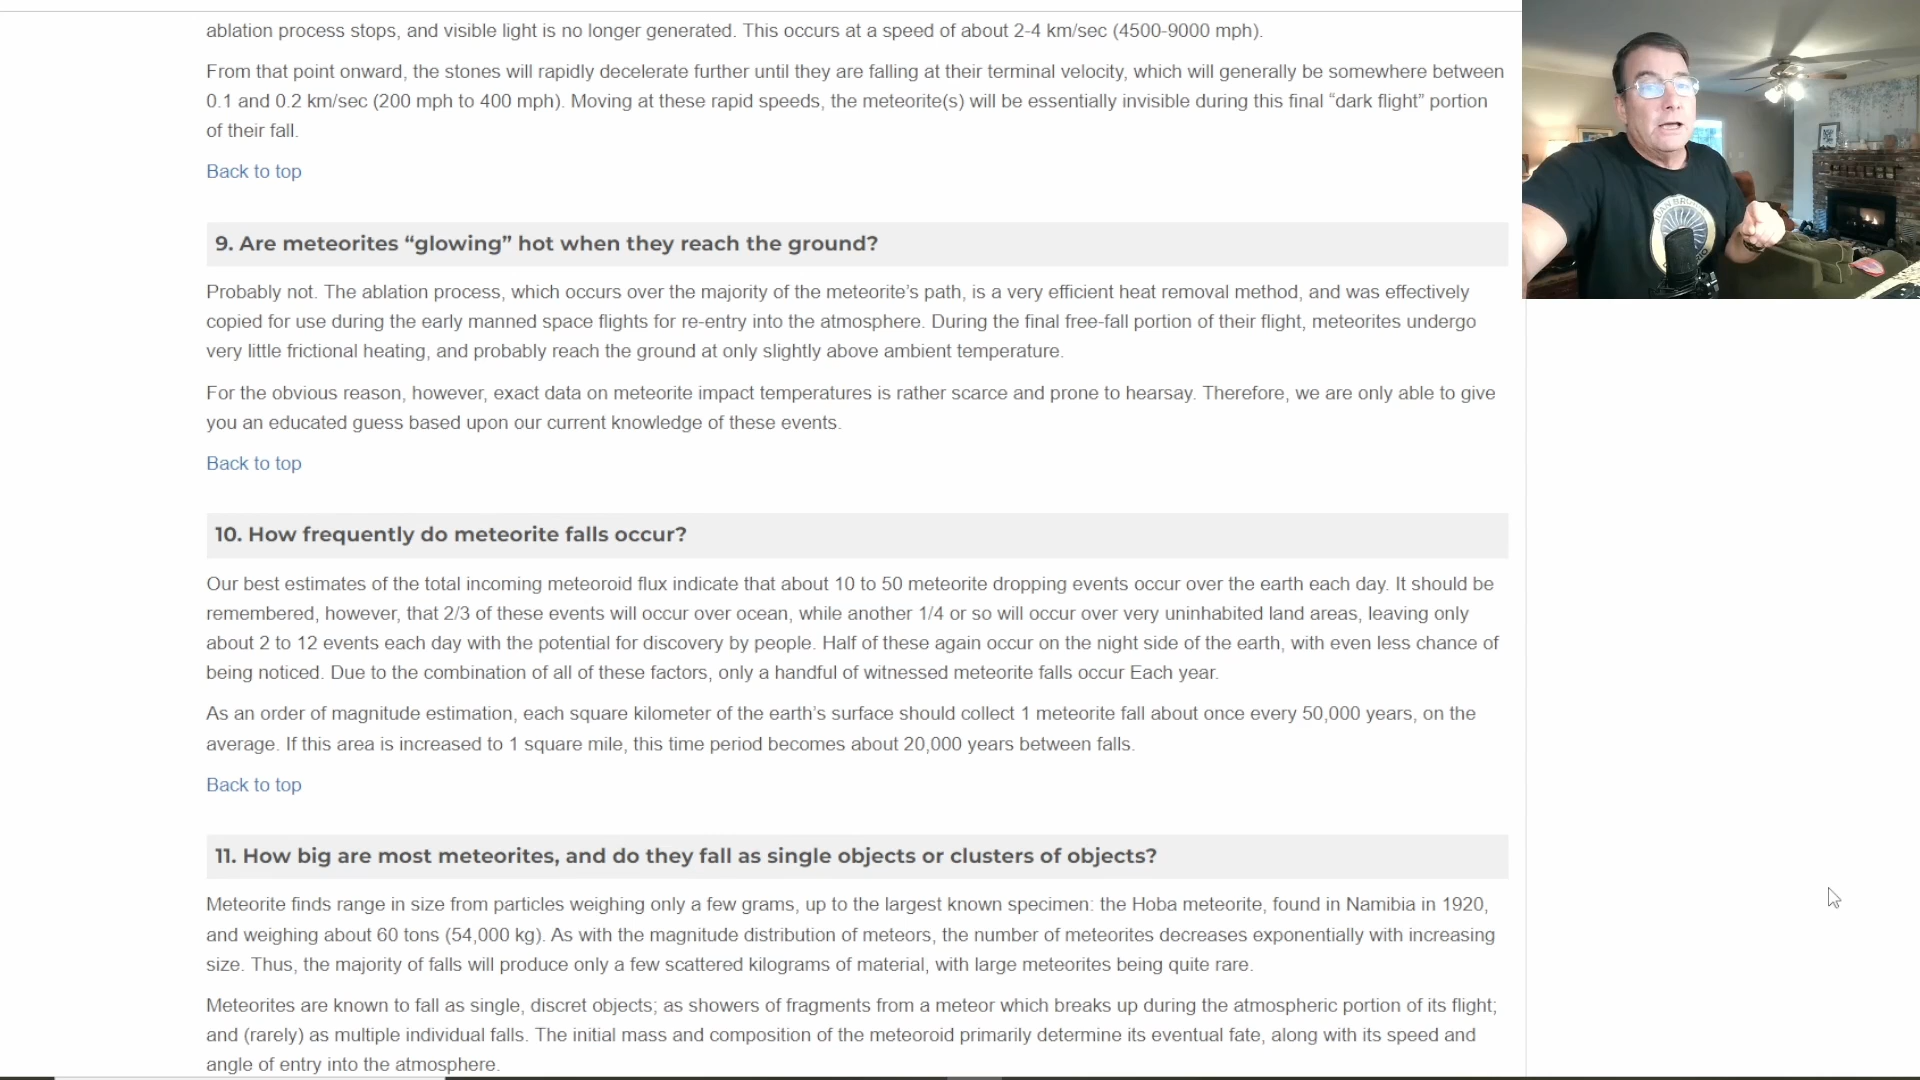 ablation process stops, and visible light is no longer generated. This occurs at a speed of about 2-4 km/sec (4500-9000 mph).
From that point onward, the stones will rapidly decelerate further until they are falling at their terminal velocity, which will generally be somewhere between
0.1 and 0.2 km/sec (200 mph to 400 mph). Moving at these rapid speeds, the meteorite(s) will be essentially invisible during this final “dark flight” portion
of their fall.
Back to top
9. Are meteorites “glowing” hot when they reach the ground?
Probably not. The ablation process, which occurs over the majority of the meteorite’s path, is a very efficient heat removal method, and was effectively
copied for use during the early manned space flights for re-entry into the atmosphere. During the final free-fall portion of their flight, meteorites undergo
very little frictional heating, and probably reach the ground at only slightly above ambient temperature.
For the obvious reason, however, exact data on meteorite impact temperatures is rather scarce and prone to hearsay. Therefore, we are only able to give
you an educated guess based upon our current knowledge of these events.
Back to top
10. How frequently do meteorite falls occur?
Our best estimates of the total incoming meteoroid flux indicate that about 10 to 50 meteorite dropping events occur over the earth each day. It should be
remembered, however, that 2/3 of these events will occur over ocean, while another 1/4 or so will occur over very uninhabited land areas, leaving only
about 2 to 12 events each day with the potential for discovery by people. Half of these again occur on the night side of the earth, with even less chance of
being noticed. Due to the combination of all of these factors, only a handful of witnessed meteorite falls occur Each year.
As an order of magnitude estimation, each square kilometer of the earth’s surface should collect 1 meteorite fall about once every 50,000 years, on the
average. If this area is increased to 1 square mile, this time period becomes about 20,000 years between falls.
Back to top
11. How big are most meteorites, and do they fall as single objects or clusters of objects?
Meteorite finds range in size from particles weighing only a few grams, up to the largest known specimen: the Hoba meteorite, found in Namibia in 1920,
and weighing about 60 tons (54,000 kg). As with the magnitude distribution of meteors, the number of meteorites decreases exponentially with increasing
size. Thus, the majority of falls will produce only a few scattered kilograms of material, with large meteorites being quite rare.
Meteorites are known to fall as single, discret objects; as showers of fragments from a meteor which breaks up during the atmospheric portion of its flight;
and (rarely) as multiple individual falls. The initial mass and composition of the meteoroid primarily determine its eventual fate, along with its speed and
angle of entry into the atmosphere.